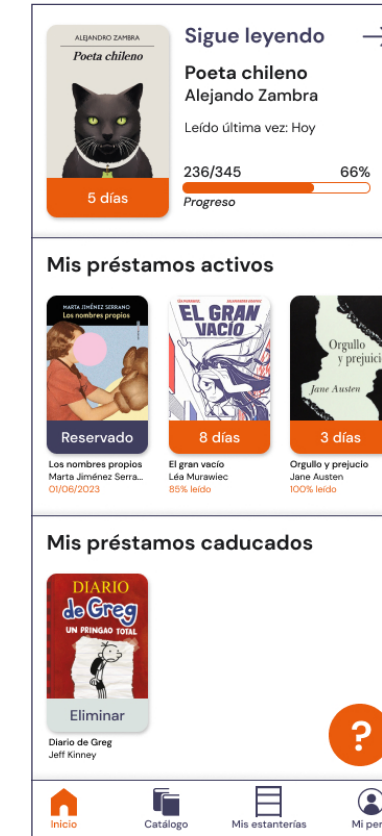 ALEJANDRO ZAMBRA
Poeta chileno
5 días
Sigue leyendo
Poeta chileno
Alejando Zambra
Leído última vez: Hoy
236/345 66%
Progreso
Mis préstamos activos
MARTA JIMÉNEZ SERRANO
Los nombres propios
Reservado
Los nombres propios
Marta Jiménez Serra...
01/06/2023
EL GRAN
VACÍO
8 días
El gran vacío
Léa Murawiec
85% leído
Orgullo
y prejuici
Jane Austen
3 días
Orgullo y prejucio
Jane Austen
100% leído
Mis préstamos caducados
DIARIO
de Greg
UN PRINGAO TOTAL
Eliminar
Diario de Greg
Jeff Kinney
?
Inicio
Catálogo
Mis estanterías
Mi per